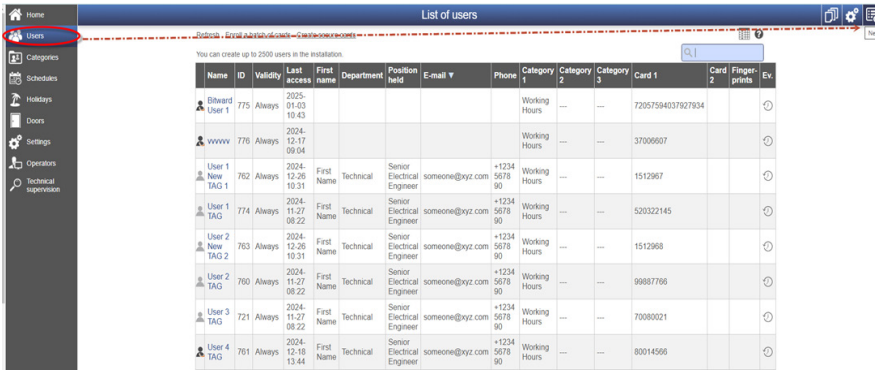 Home
List of users
Users
Refresh - Enroll a batch of cards - Create secure cards
Ne
Categories
You can create up to 2500 users in the installation.
Schedules
Holidays
Doors
Settings
Operators
Technical supervision
Name ID Validity Last access First name Department Position held E-mail ▼ Phone Category 1 Category 2 Category 3 Card 1 Card 2 Finger-prints Ev.
Bitward User 1 775 Always 2025-01-03 10:43 Working Hours --- --- 72057594037927934
vvvvvv 776 Always 2024-12-17 09:04 Working Hours --- --- 37006607
User 1 New TAG 1 762 Always 2024-12-26 10:31 First Name Technical Senior Electrical Engineer someone@xyz.com +1234 5678 90 Working Hours --- --- 1512967
User 1 TAG 774 Always 2024-11-27 08:22 First Name Technical Senior Electrical Engineer someone@xyz.com +1234 5678 90 Working Hours --- --- 520322145
User 2 New TAG 2 763 Always 2024-12-26 10:31 First Name Technical Senior Electrical Engineer someone@xyz.com +1234 5678 90 Working Hours --- --- 1512968
User 2 TAG 760 Always 2024-11-27 08:22 First Name Technical Senior Electrical Engineer someone@xyz.com +1234 5678 90 Working Hours --- --- 99887766
User 3 TAG 721 Always 2024-11-27 08:22 First Name Technical Senior Electrical Engineer someone@xyz.com +1234 5678 90 Working Hours --- --- 70080021
User 4 TAG 761 Always 2024-12-18 13:44 First Name Technical Senior Electrical Engineer someone@xyz.com +1234 5678 90 Working Hours --- --- 80014566